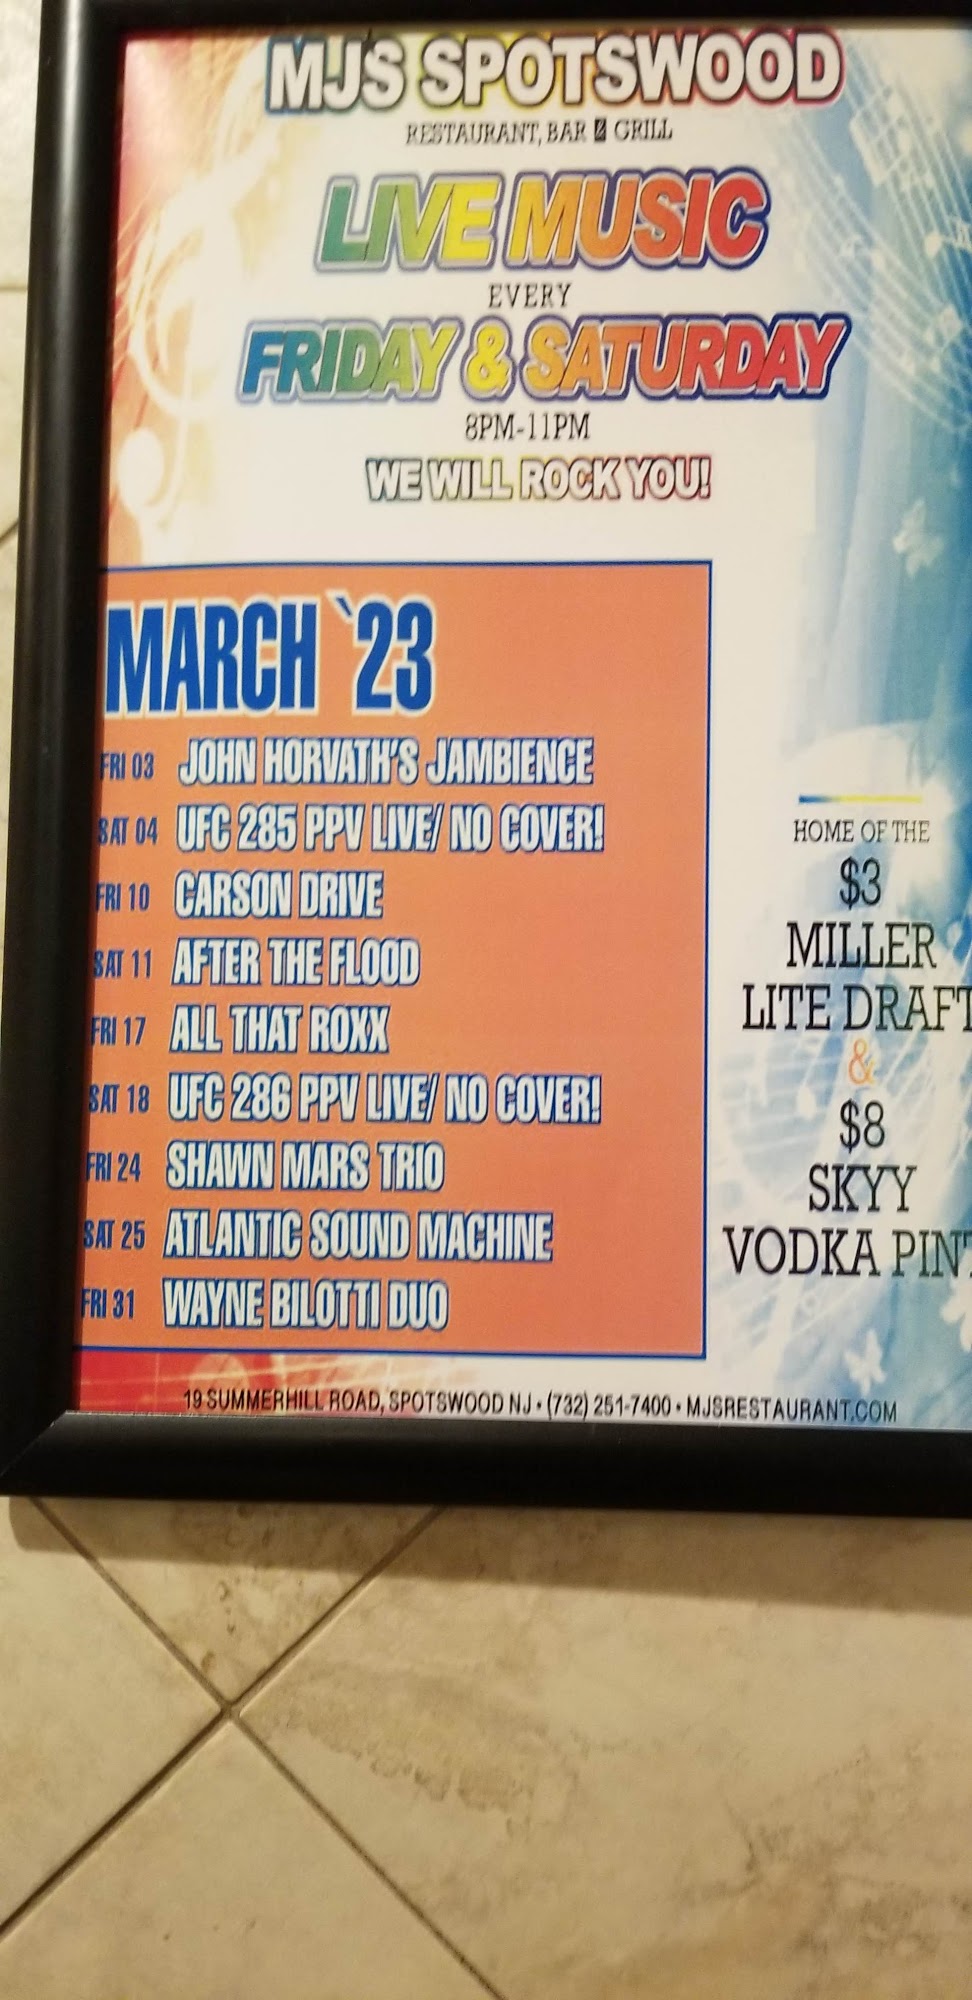 MJS SPOTSWOOD
RESTAURANT, BAR & GRILL
LIVE MUSIC
EVERY
FRIDAY & SATURDAY
8PM-11PM
WE WILL ROCK YOU!
MARCH `23
FRI 03 JOHN HORVATH'S JAMBIENCE
SAT 04 UFC 285 PPV LIVE/ NO COVER!
FRI 10 CARSON DRIVE
SAT 11 AFTER THE FLOOD
FRI 17 ALL THAT ROXX
SAT 18 UFC 286 PPV LIVE/ NO COVER!
FRI 24 SHAWN MARS TRIO
SAT 25 ATLANTIC SOUND MACHINE
FRI 31 WAYNE BILOTTI DUO
HOME OF THE
$3
MILLER
LITE DRAFT
&
$8
SKYY
VODKA PINT
19 SUMMERHILL ROAD, SPOTSWOOD NJ • (732) 251-7400 • MJSRESTAURANT.COM